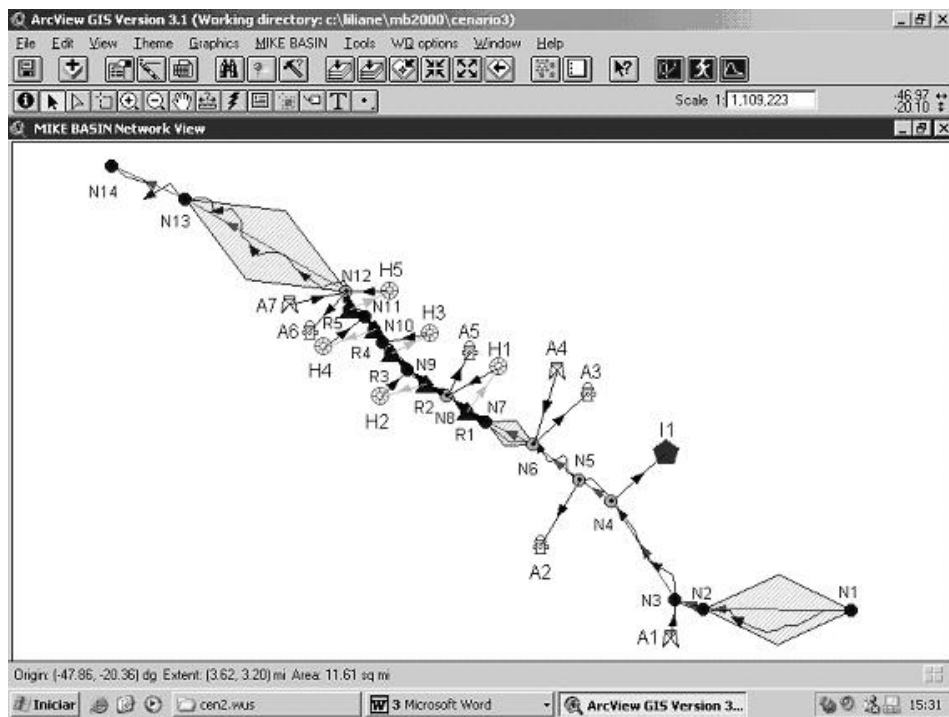 ArcView GIS Version 3.1 (Working directory: c:\liliane\mb2000\cenario3)
File Edit View Theme Graphics MIKE BASIN Tools WQ options Window Help
T
Scale 1: 1,109,223
-46.97
-20.10
MIKE BASIN Network View
N14
N13
N12 H5
A7 N11 H3
A6 R5 N10 A5
H4 R4 H1
R3 N9 A4
A3
H2 R2 N8 N7
R1
I1
N6 N5
N4
A2
N3 N2 N1
A1
Origin: (-47.86, -20.36) dg Extent: (3.62, 3.20) mi Area: 11.61 sq mi
Iniciar cen2.wus 3 Microsoft Word ArcView GIS Version 3... 15:31